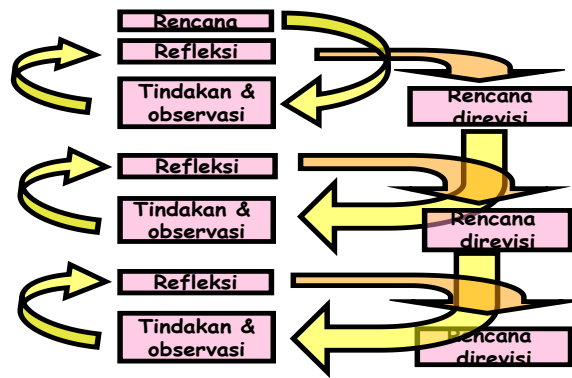 Rencana
Refleksi
Tindakan &
observasi
Rencana
direvisi
Refleksi
Tindakan &
observasi
Rencana
direvisi
Refleksi
Tindakan &
observasi
Rencana
direvisi